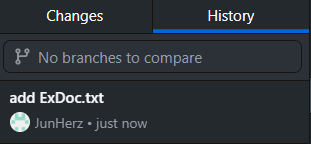 Changes
History
No branches to compare
add ExDoc.txt
JunHerz • just now